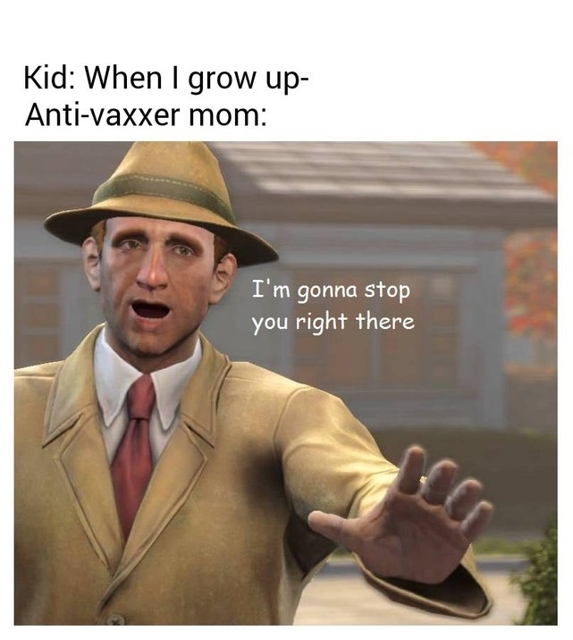 Kid: When I grow up-
Anti-vaxxer mom:
I'm gonna stop
you right there